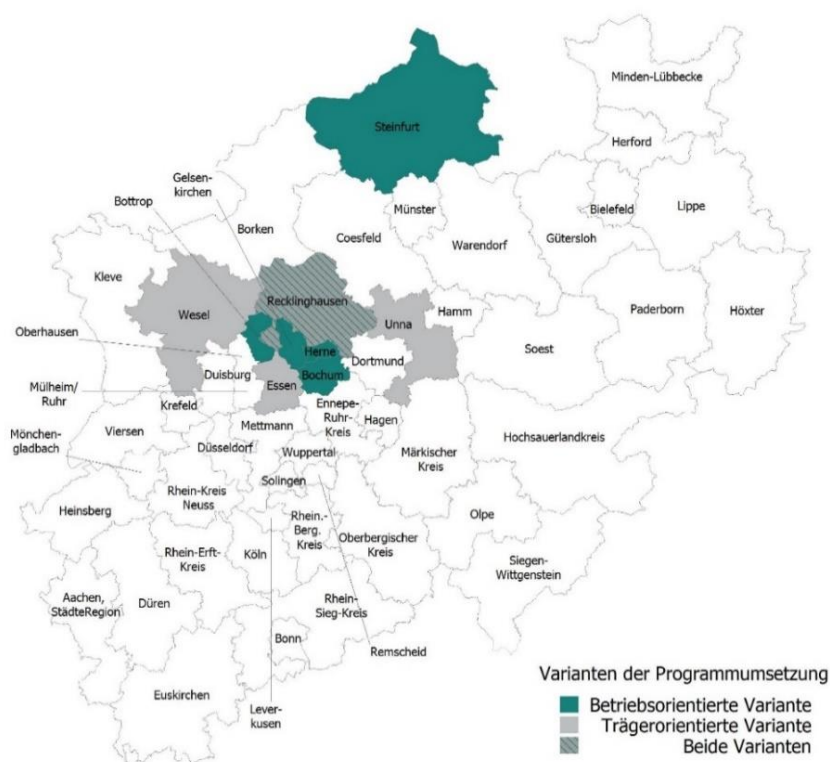 Minden-Lübbecke
Steinfurt
Herford
Gelsen-
kirchen
Bottrop
Borken
Coesfeld
Münster
Warendorf
Gütersloh
Bielefeld
Lippe
Kleve
Wesel
Recklinghausen
Unna
Hamm
Soest
Paderborn
Höxter
Oberhausen
Herne
Bochum
Dortmund
Duisburg
Essen
Mülheim/
Ruhr
Krefeld
Ennepe-
Ruhr-
Kreis
Hagen
Mönchen-
gladbach
Viersen
Mettmann
Düsseldorf
Wuppertal
Märkischer
Kreis
Hochsauerlandkreis
Solingen
Heinsberg
Rhein-Kreis
Neuss
Rhein.-
Berg.
Kreis
Oberbergischer
Kreis
Olpe
Rhein-Erft-
Kreis
Köln
Siegen-
Wittgenstein
Aachen,
StädteRegion
Düren
Rhein-
Sieg-Kreis
Bonn
Remscheid
Euskirchen
Lever-
kusen
Varianten der Programmumsetzung
Betriebsorientierte Variante
Trägerorientierte Variante
Beide Varianten